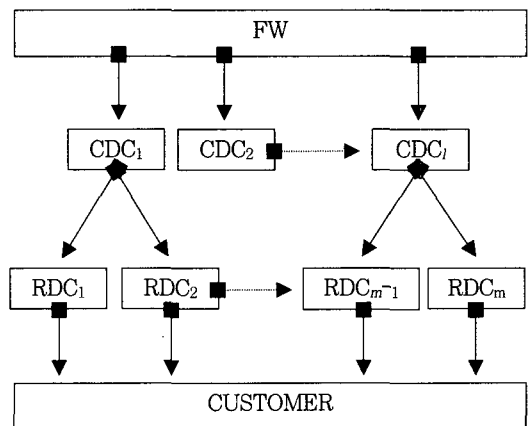 FW
CDC₁ CDC₂ CDCₗ
RDC₁ RDC₂ RDCₘ₋₁ RDCₘ
CUSTOMER